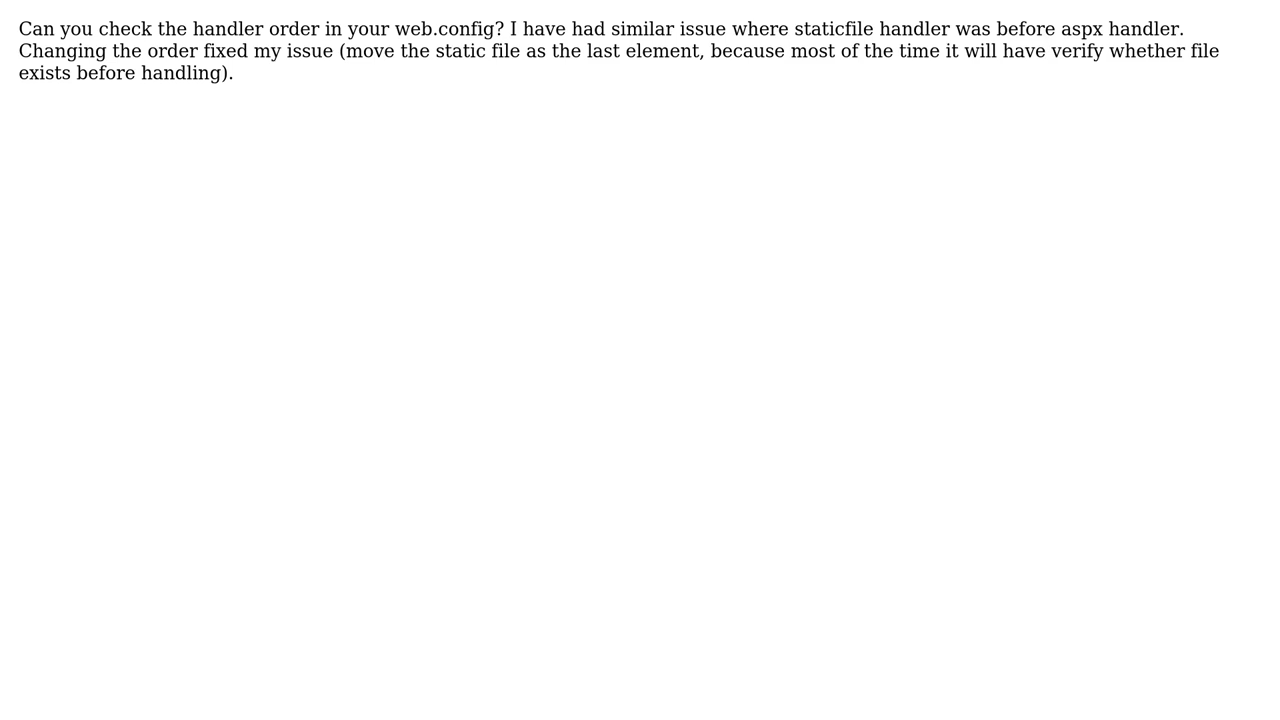 Can you check the handler order in your web.config? I have had similar issue where staticfile handler was before aspx handler.
Changing the order fixed my issue (move the static file as the last element, because most of the time it will have verify whether file
exists before handling).